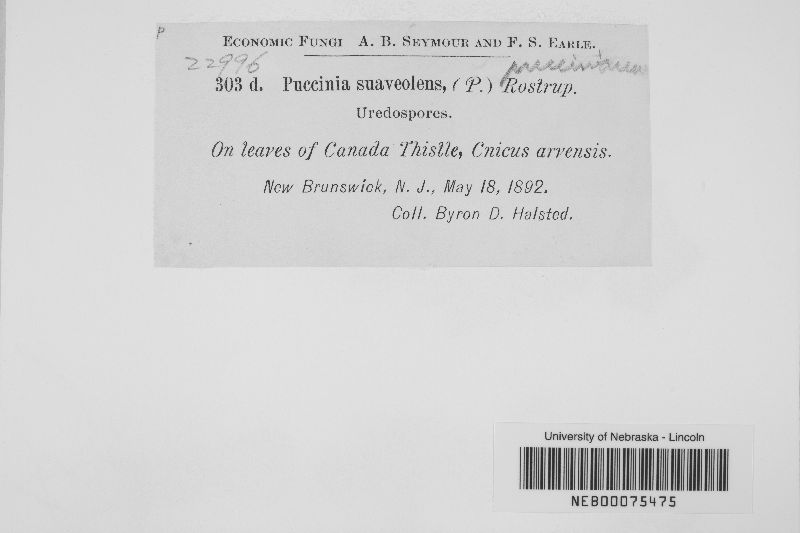 P
ECONOMIC FUNGI A. B. SEYMOUR AND F. S. EARLE.
22996
303 d. Puccinia suaveolens, (P.) Rostrup.
Uredospores.
On leaves of Canada Thistle, Cnicus arvensis.
New Brunswick, N. J., May 18, 1892.
Coll. Byron D. Halsted.
University of Nebraska - Lincoln
NEB00075475